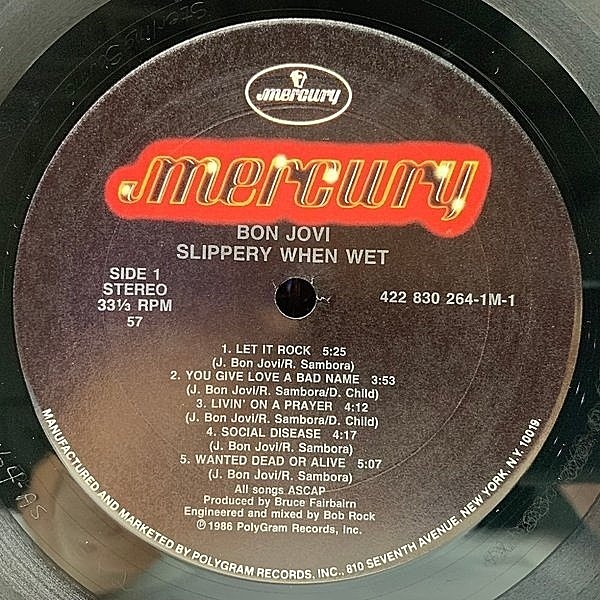 mercury
mercury
BON JOVI
SLIPPERY WHEN WET
SIDE 1
STEREO
33⅓ RPM
57
422 830 264-1M-1
1. LET IT ROCK 5:25
(J. Bon Jovi/R. Sambora)
2. YOU GIVE LOVE A BAD NAME 3:53
(J. Bon Jovi/R. Sambora/D. Child)
3. LIVIN' ON A PRAYER 4:12
(J. Bon Jovi/R. Sambora/D. Child)
4. SOCIAL DISEASE 4:17
(J. Bon Jovi/R. Sambora)
5. WANTED DEAD OR ALIVE 5:07
(J. Bon Jovi/R. Sambora)
All songs ASCAP
Produced by Bruce Fairbairn
Engineered and mixed by Bob Rock
℗1986 PolyGram Records, Inc.
MANUFACTURED AND MARKETED BY POLYGRAM RECORDS, INC., 810 SEVENTH AVENUE, NEW YORK, N.Y. 10019.